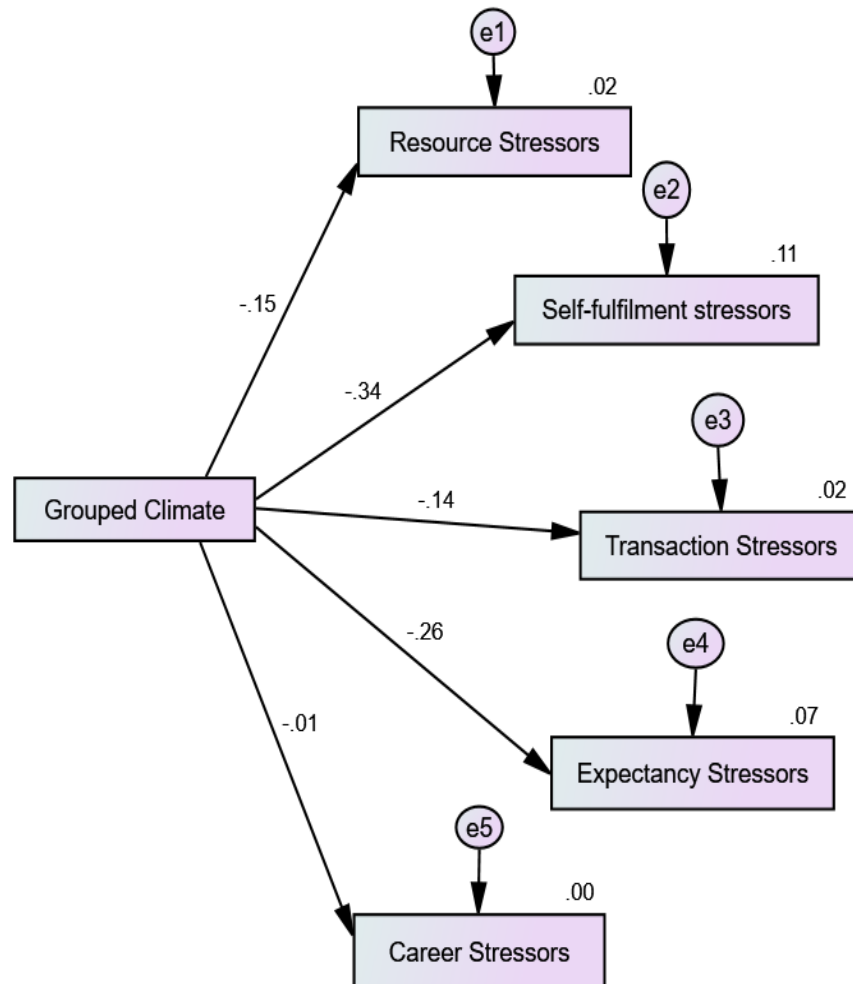 e1
.02
Resource Stressors
e2
.11
Self-fulfilment stressors
-.15
-.34
e3
.02
Grouped Climate
-.14
Transaction Stressors
-.26
e4
.07
Expectancy Stressors
-.01
e5
.00
Career Stressors